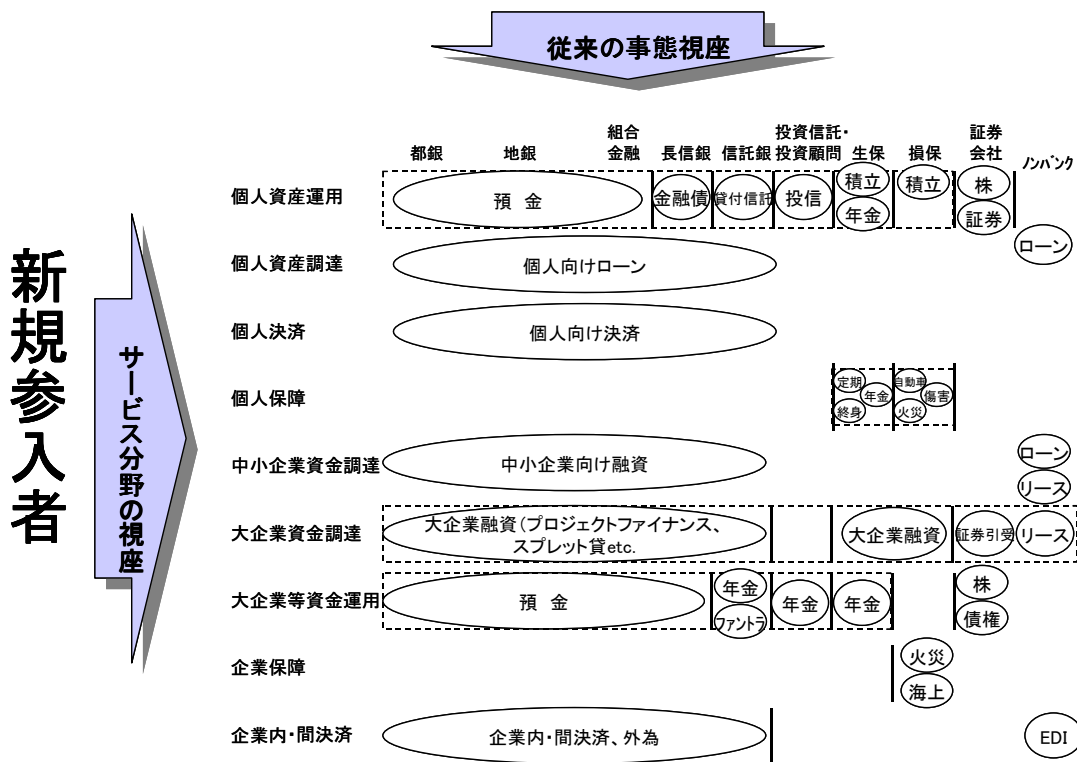 従来の事態視座
都銀
地銀
組合
金融
長信銀
信託銀
投資信託・
投資顧問
生保
損保
証券
会社
ノンバンク
新規参入者
サービス分野の視座
個人資産運用
預 金
金融債
貸付信託
投信
積立
年金
積立
株
証券
ローン
個人資産調達
個人向けローン
個人決済
個人向け決済
個人保障
定期
年金
終身
自動車
傷害
火災
中小企業資金調達
中小企業向け融資
ローン
リース
大企業資金調達
大企業融資(プロジェクトファイナンス、
スプレット貸etc.
大企業融資
証券引受
リース
大企業等資金運用
預 金
年金
ファントラ
年金
年金
株
債権
企業保障
火災
海上
企業内・間決済
企業内・間決済、外為
EDI